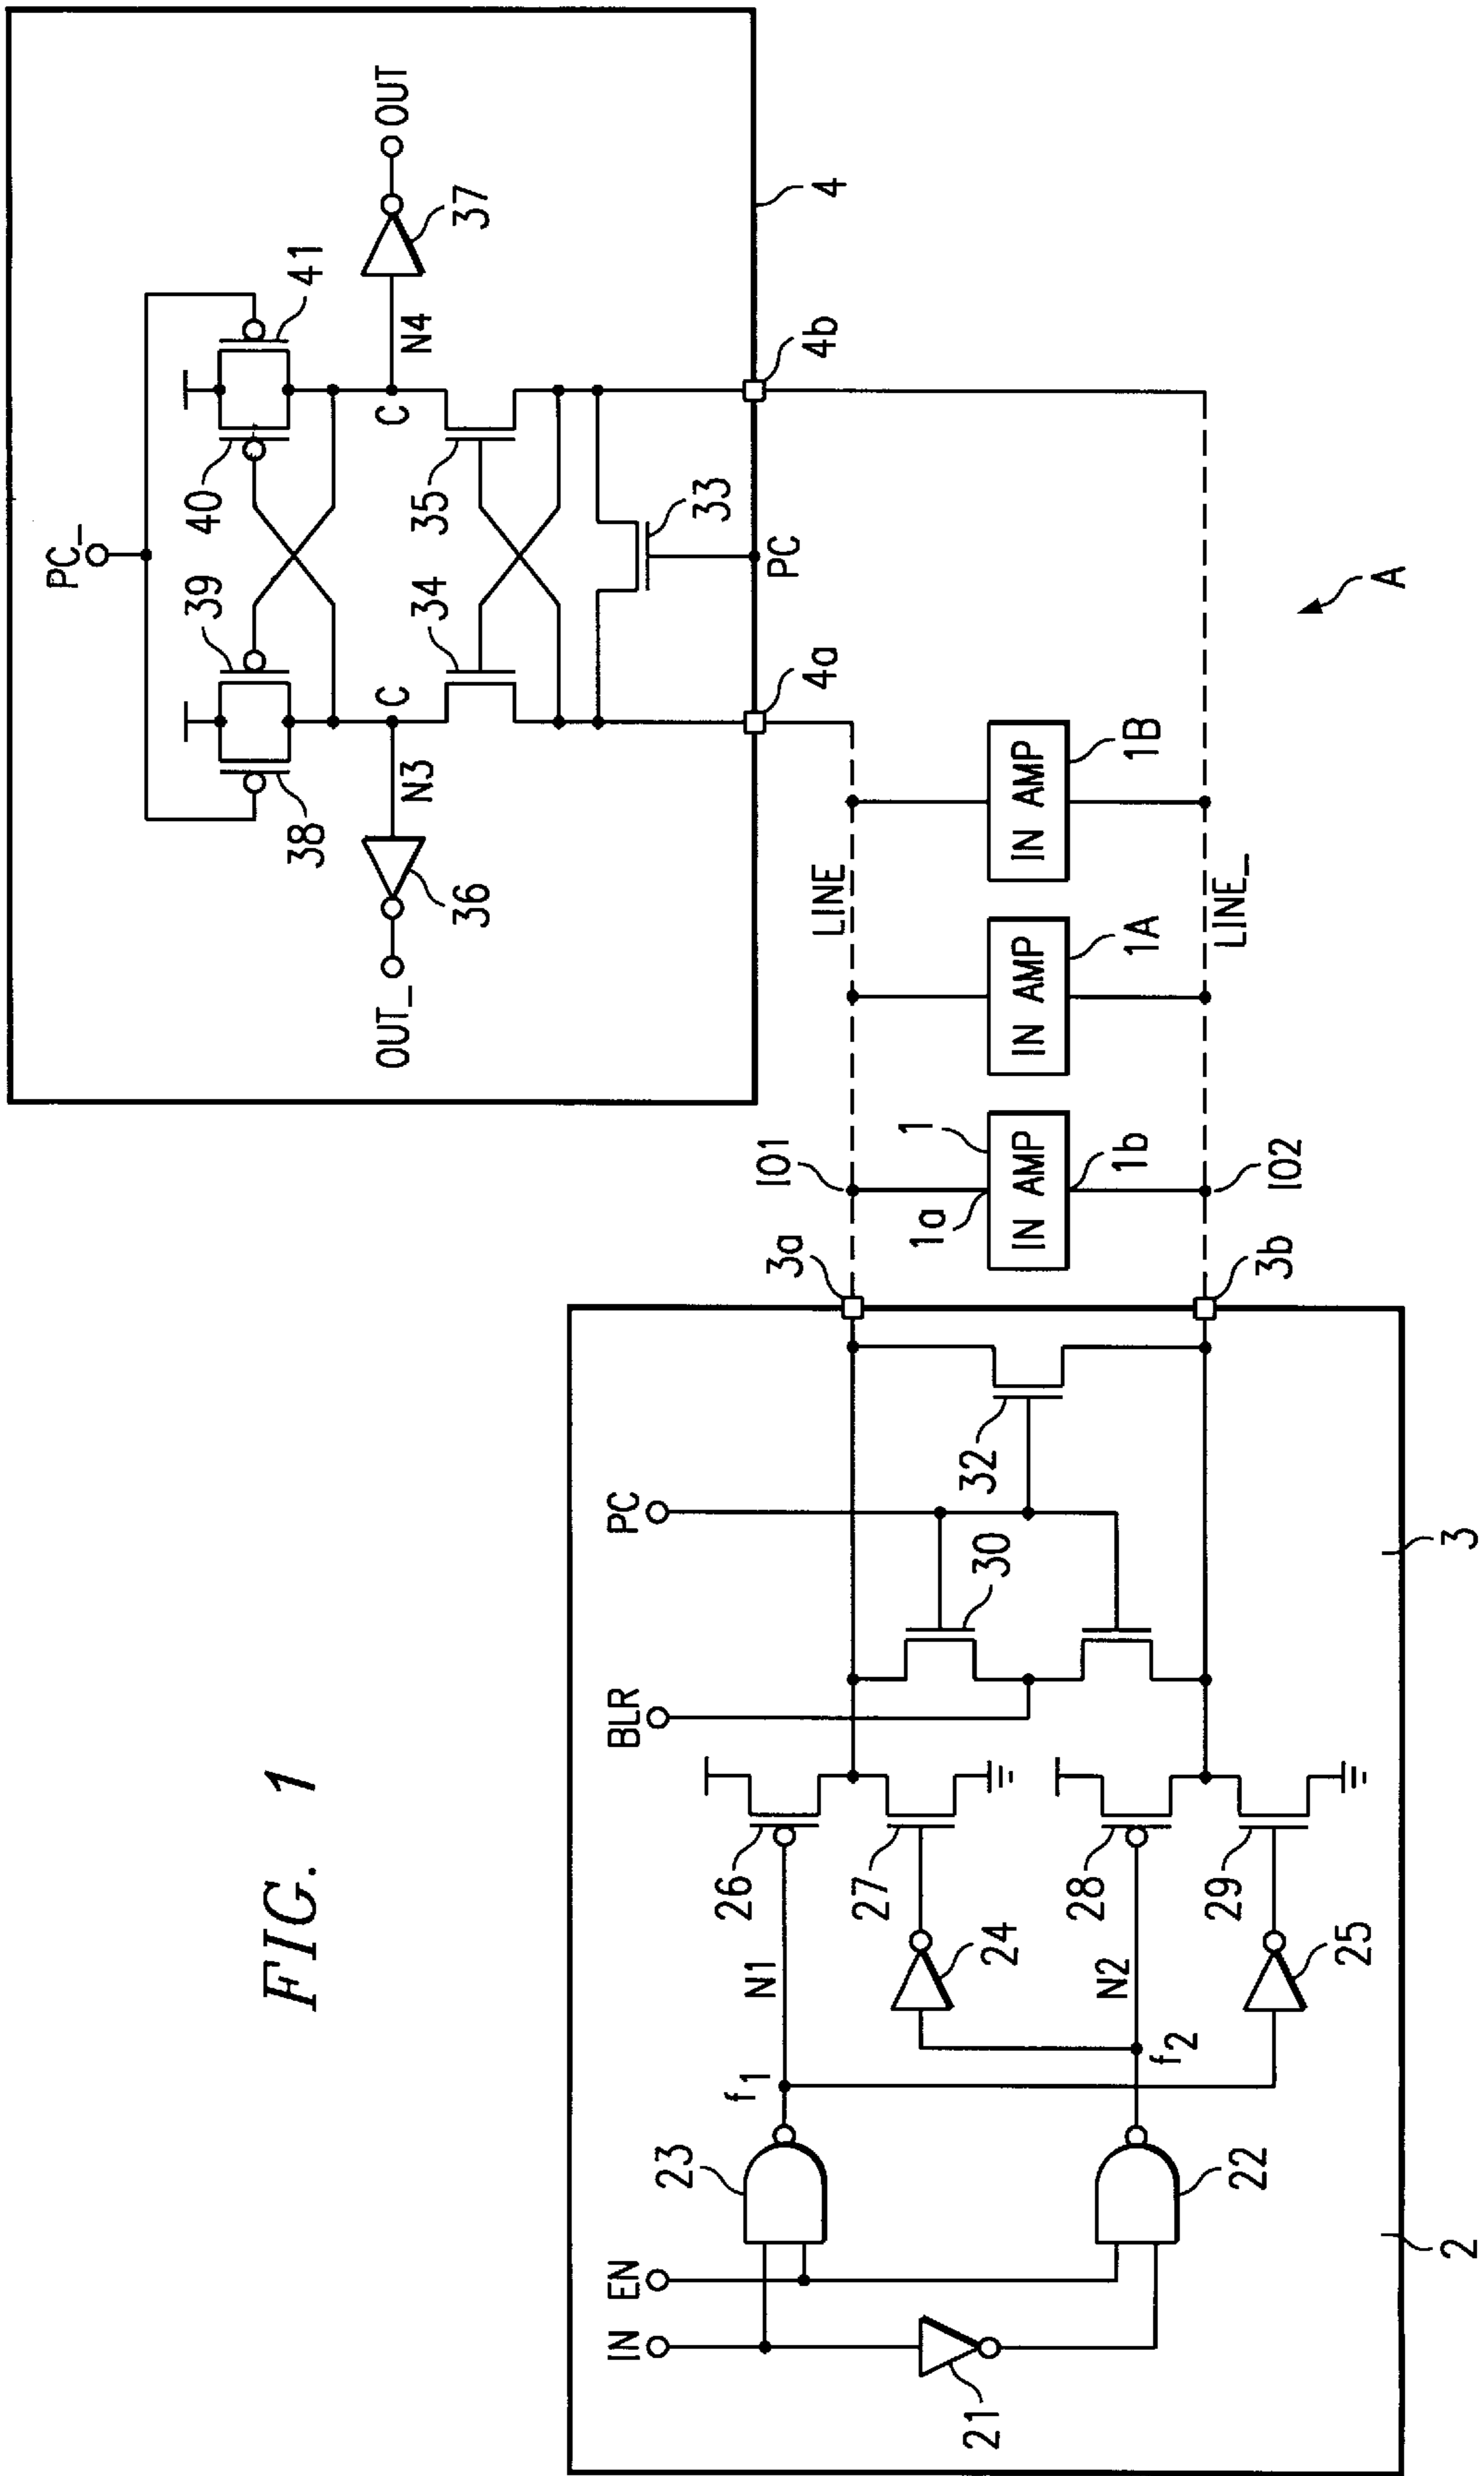 FIG. 1
IN
EN
21
23
22
f1
f2
N1
N2
24
25
26
27
28
29
BLR
PC
30
32
2
3
3a
3b
IO1
IO2
1a
1b
1
IN AMP
1A
IN AMP
1B
IN AMP
LINE
LINE_
A
4a
4b
4
PC_
38
39
40
41
C
C
N3
N4
36
37
OUT_
OUT
34
35
33
PC